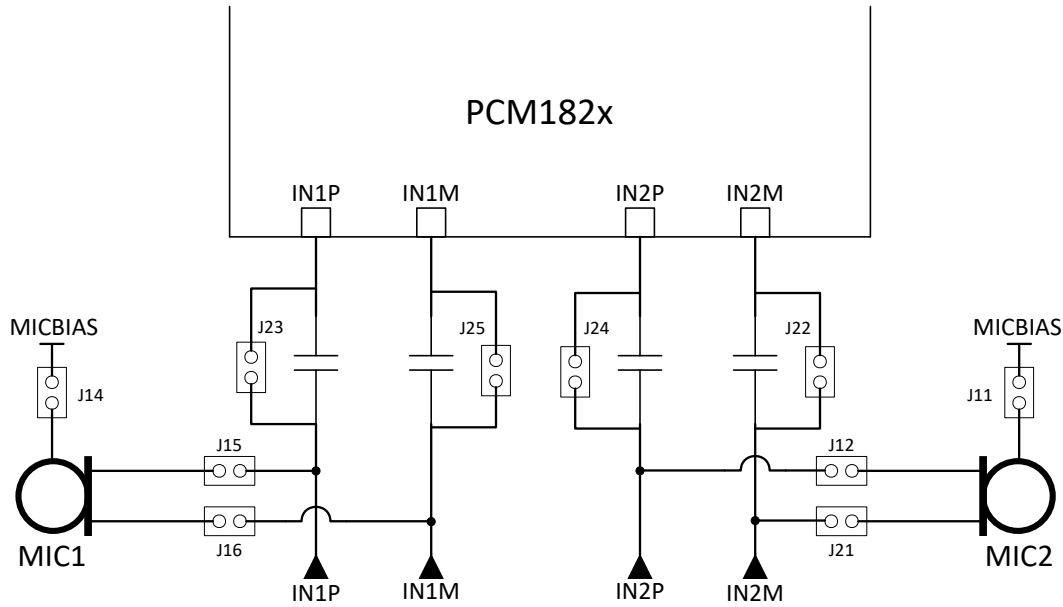 PCM182x
IN1P
IN1M
IN2P
IN2M
MICBIAS
J23
J25
J24
J22
MICBIAS
J14
J11
J15
J12
J16
J21
MIC1
IN1P
IN1M
IN2P
IN2M
MIC2